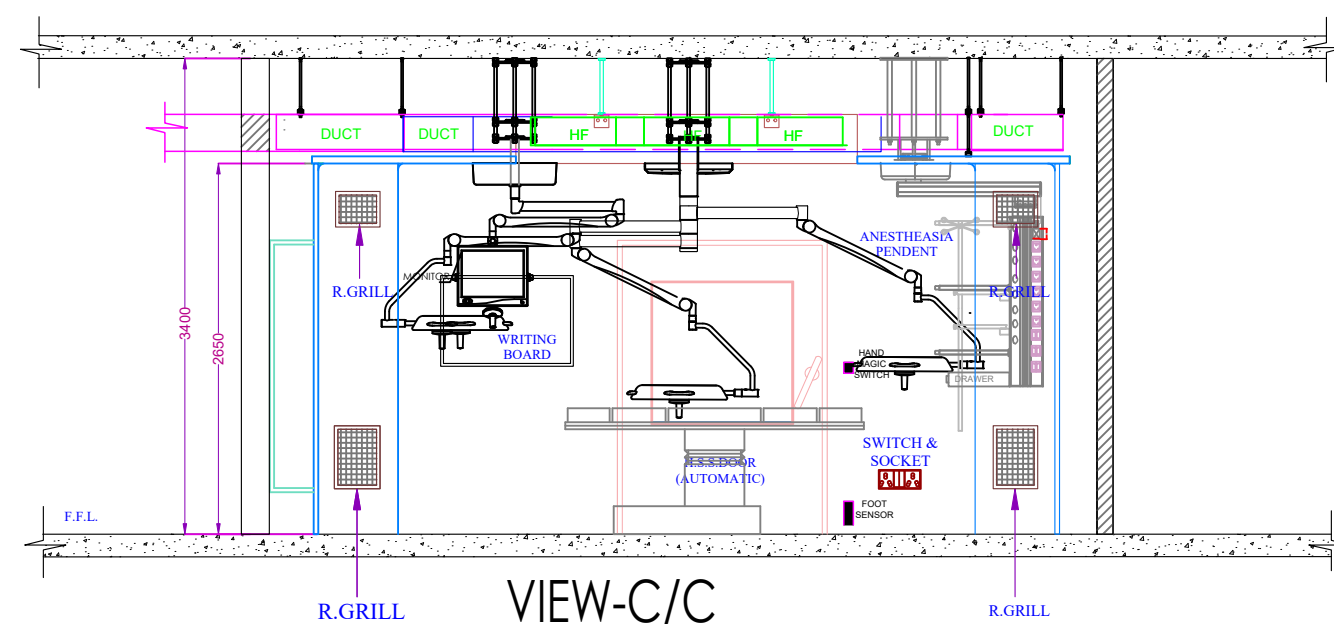 DUCT
DUCT
HF
HF
HF
DUCT
3400
2650
ANESTHEASIA
PENDENT
MONITOR
R.GRILL
R.GRILL
WRITING
BOARD
HAND
MAGIC
SWITCH
DRAWER
SWITCH &
SOCKET
H.S.S.DOOR
(AUTOMATIC)
FOOT
SENSOR
F.F.L.
R.GRILL
VIEW-C/C
R.GRILL